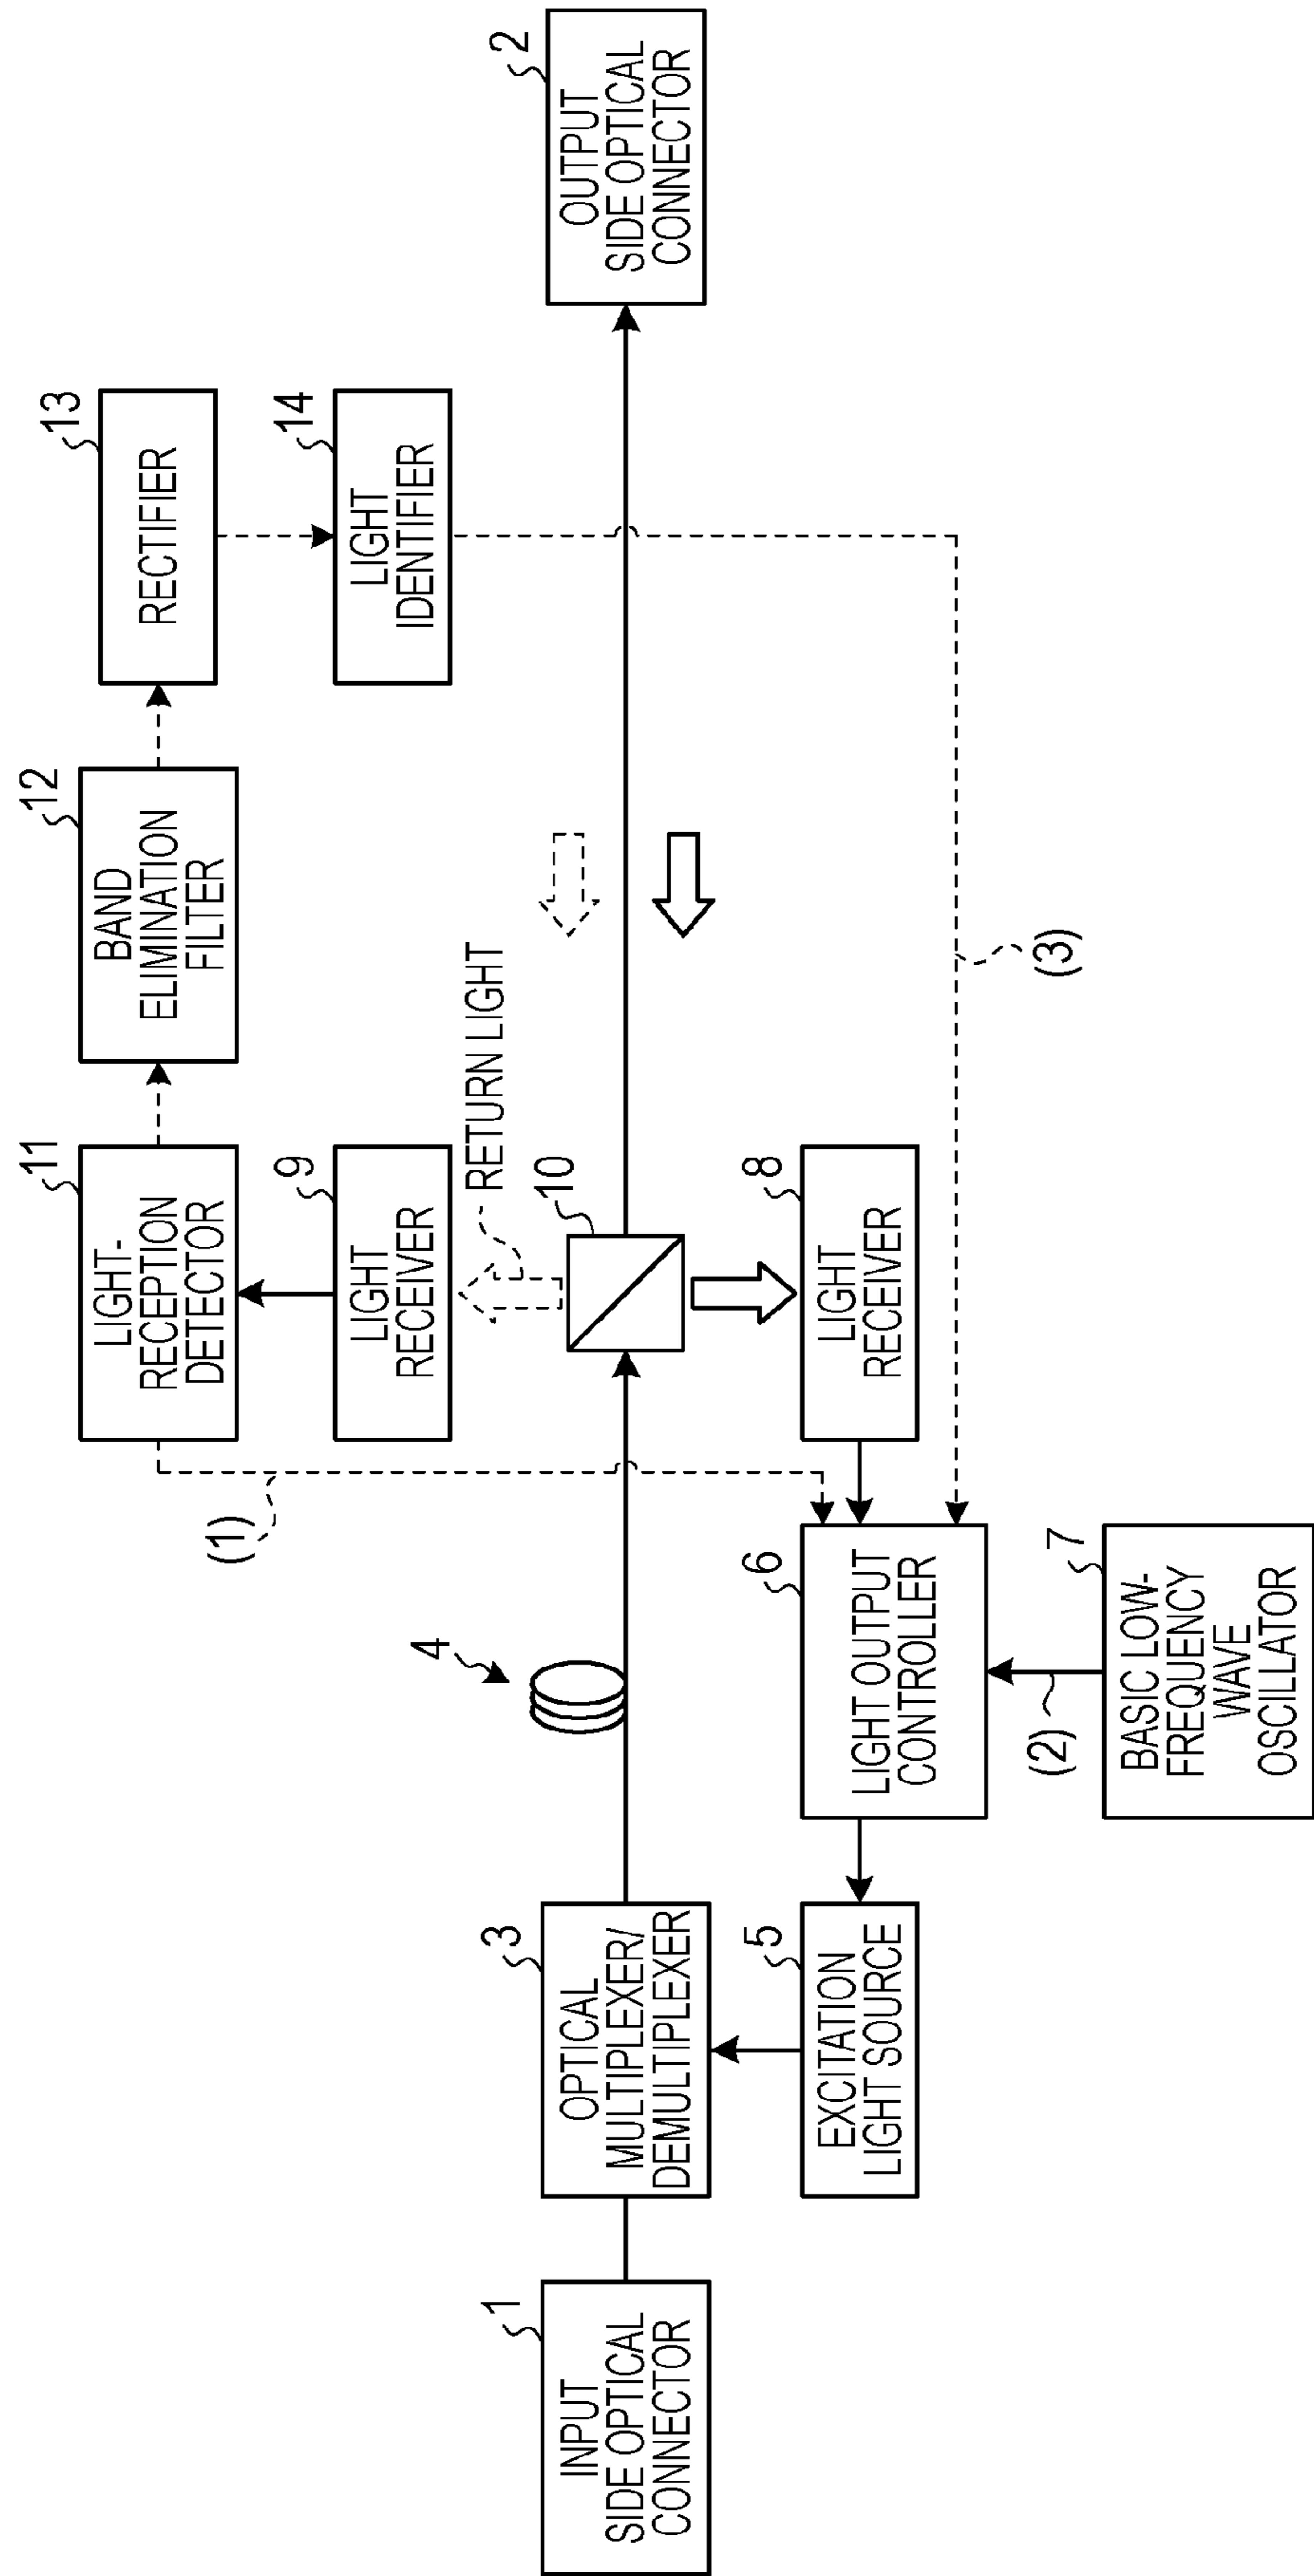 1
INPUT
SIDE OPTICAL
CONNECTOR
3
OPTICAL
MULTIPLEXER/
DEMULTIPLEXER
5
EXCITATION
LIGHT SOURCE
4
6
LIGHT OUTPUT
CONTROLLER
7
BASIC LOW-
FREQUENCY
WAVE
OSCILLATOR
(2)
(1)
11
LIGHT-
RECEPTION
DETECTOR
9
LIGHT
RECEIVER
RETURN LIGHT
10
8
LIGHT
RECEIVER
12
BAND
ELIMINATION
FILTER
(3)
13
RECTIFIER
14
LIGHT
IDENTIFIER
2
OUTPUT
SIDE OPTICAL
CONNECTOR